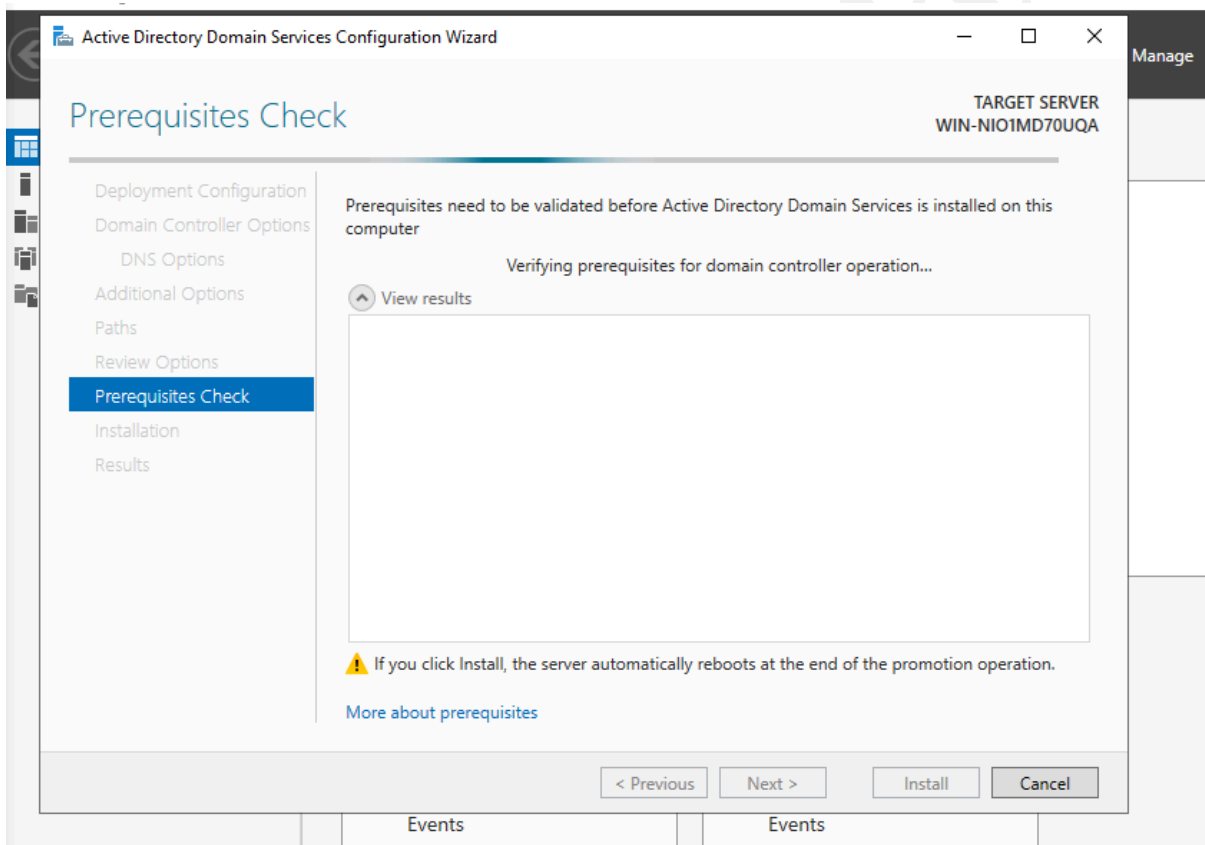 Active Directory Domain Services Configuration Wizard
Manage
Prerequisites Check
TARGET SERVER
WIN-NIO1MD70UQA
Deployment Configuration
Domain Controller Options
DNS Options
Additional Options
Paths
Review Options
Prerequisites Check
Installation
Results
Prerequisites need to be validated before Active Directory Domain Services is installed on this
computer
Verifying prerequisites for domain controller operation...
View results
If you click Install, the server automatically reboots at the end of the promotion operation.
More about prerequisites
< Previous
Next >
Install
Cancel
Events
Events